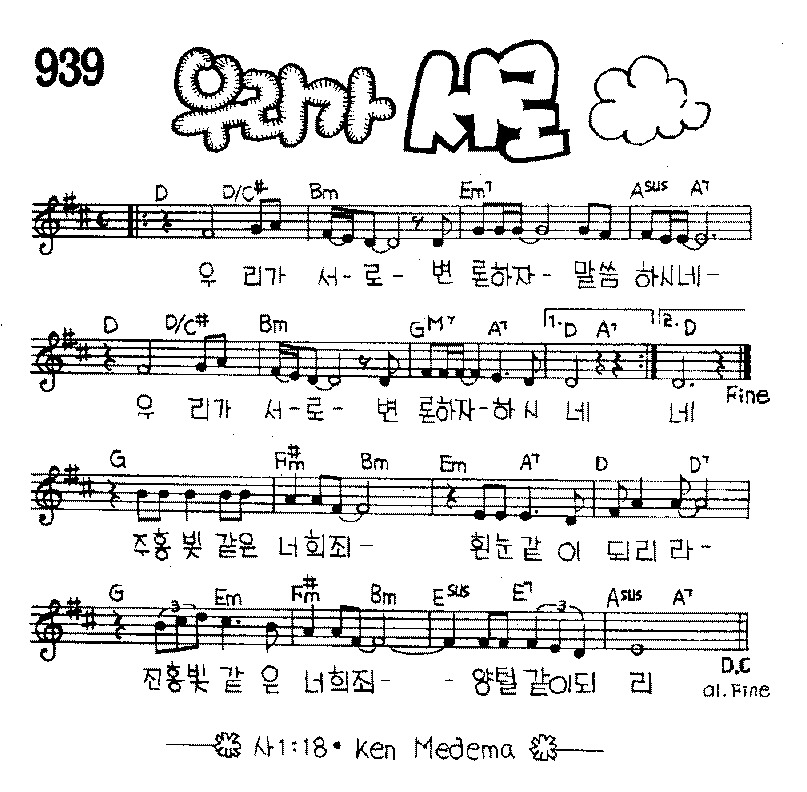 939
우리가 서로
D D/C# Bm Em7 Asus A7
우 리가 서- 로- 변 론하자- 말씀 하시네-
D D/C# Bm GM7 A7 1. D A7 2. D
Fine
우 리가 서-로- 변 론하자-하 시 네 네
G F#m Bm Em A7 D D7
주홍 빛 같은 너희죄- 흰눈같 이 되리 라-
G Em F#m Bm Esus E7 Asus A7
3 3
D.C
진홍빛 같 은 너희죄- - 양털 같이되 리
al. Fine
사1:18• Ken Medema